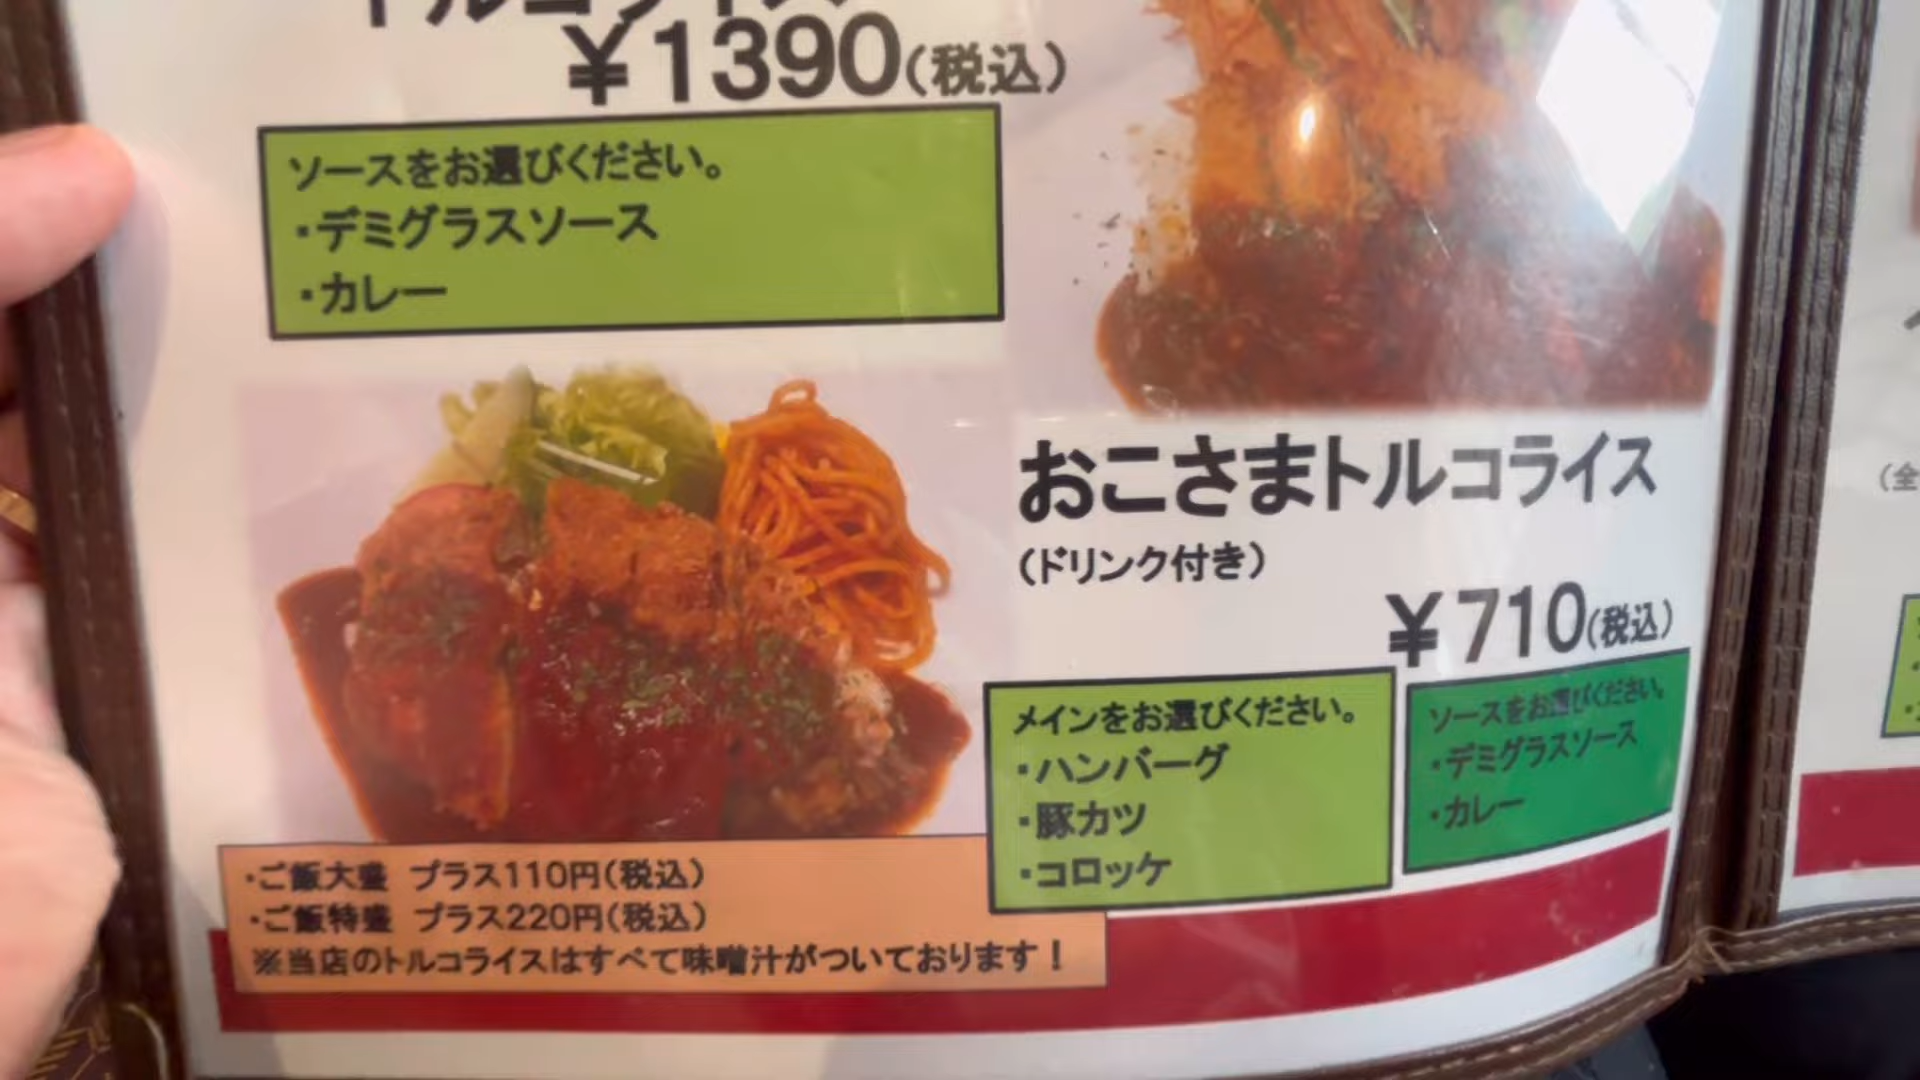 トルコライス
￥1390(税込)
ソースをお選びください。
・デミグラスソース
・カレー
おこさまトルコライス
(ドリンク付き)
￥710(税込)
メインをお選びください。
・ハンバーグ
・豚カツ
・コロッケ
ソースをお選びください。
・デミグラスソース
・カレー
・ご飯大盛 プラス110円(税込)
・ご飯特盛 プラス220円(税込)
※当店のトルコライスはすべて味噌汁がついております！
(全